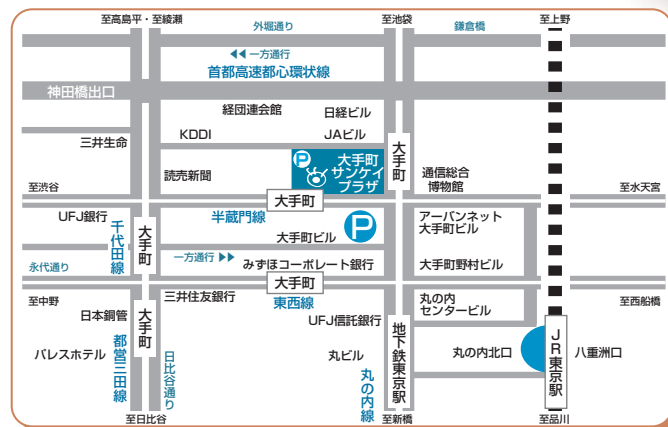 至高島平・至綾瀬
外堀通り
至池袋
鎌倉橋
至上野
◀◀ 一方通行
首都高速都心環状線
神田橋出口
経団連会館
日経ビル
KDDI
JAビル
三井生命
大手町
P
大手町
サンケイ
プラザ
読売新聞
通信総合
博物館
至渋谷
至水天宮
大手町
UFJ銀行
千代田線
大手町
半蔵門線
P
大手町ビル
アーバンネット
大手町ビル
永代通り
一方通行 ▶▶
みずほコーポレート銀行
大手町野村ビル
大手町
至中野
三井住友銀行
東西線
丸の内
センタービル
至西船橋
日本鋼管
大手町
UFJ信託銀行
地下鉄東京駅
JR東京駅
パレスホテル
都営三田線
日比谷通り
丸ビル
丸の内線
丸の内北口
八重洲口
至日比谷
至新橋
至品川